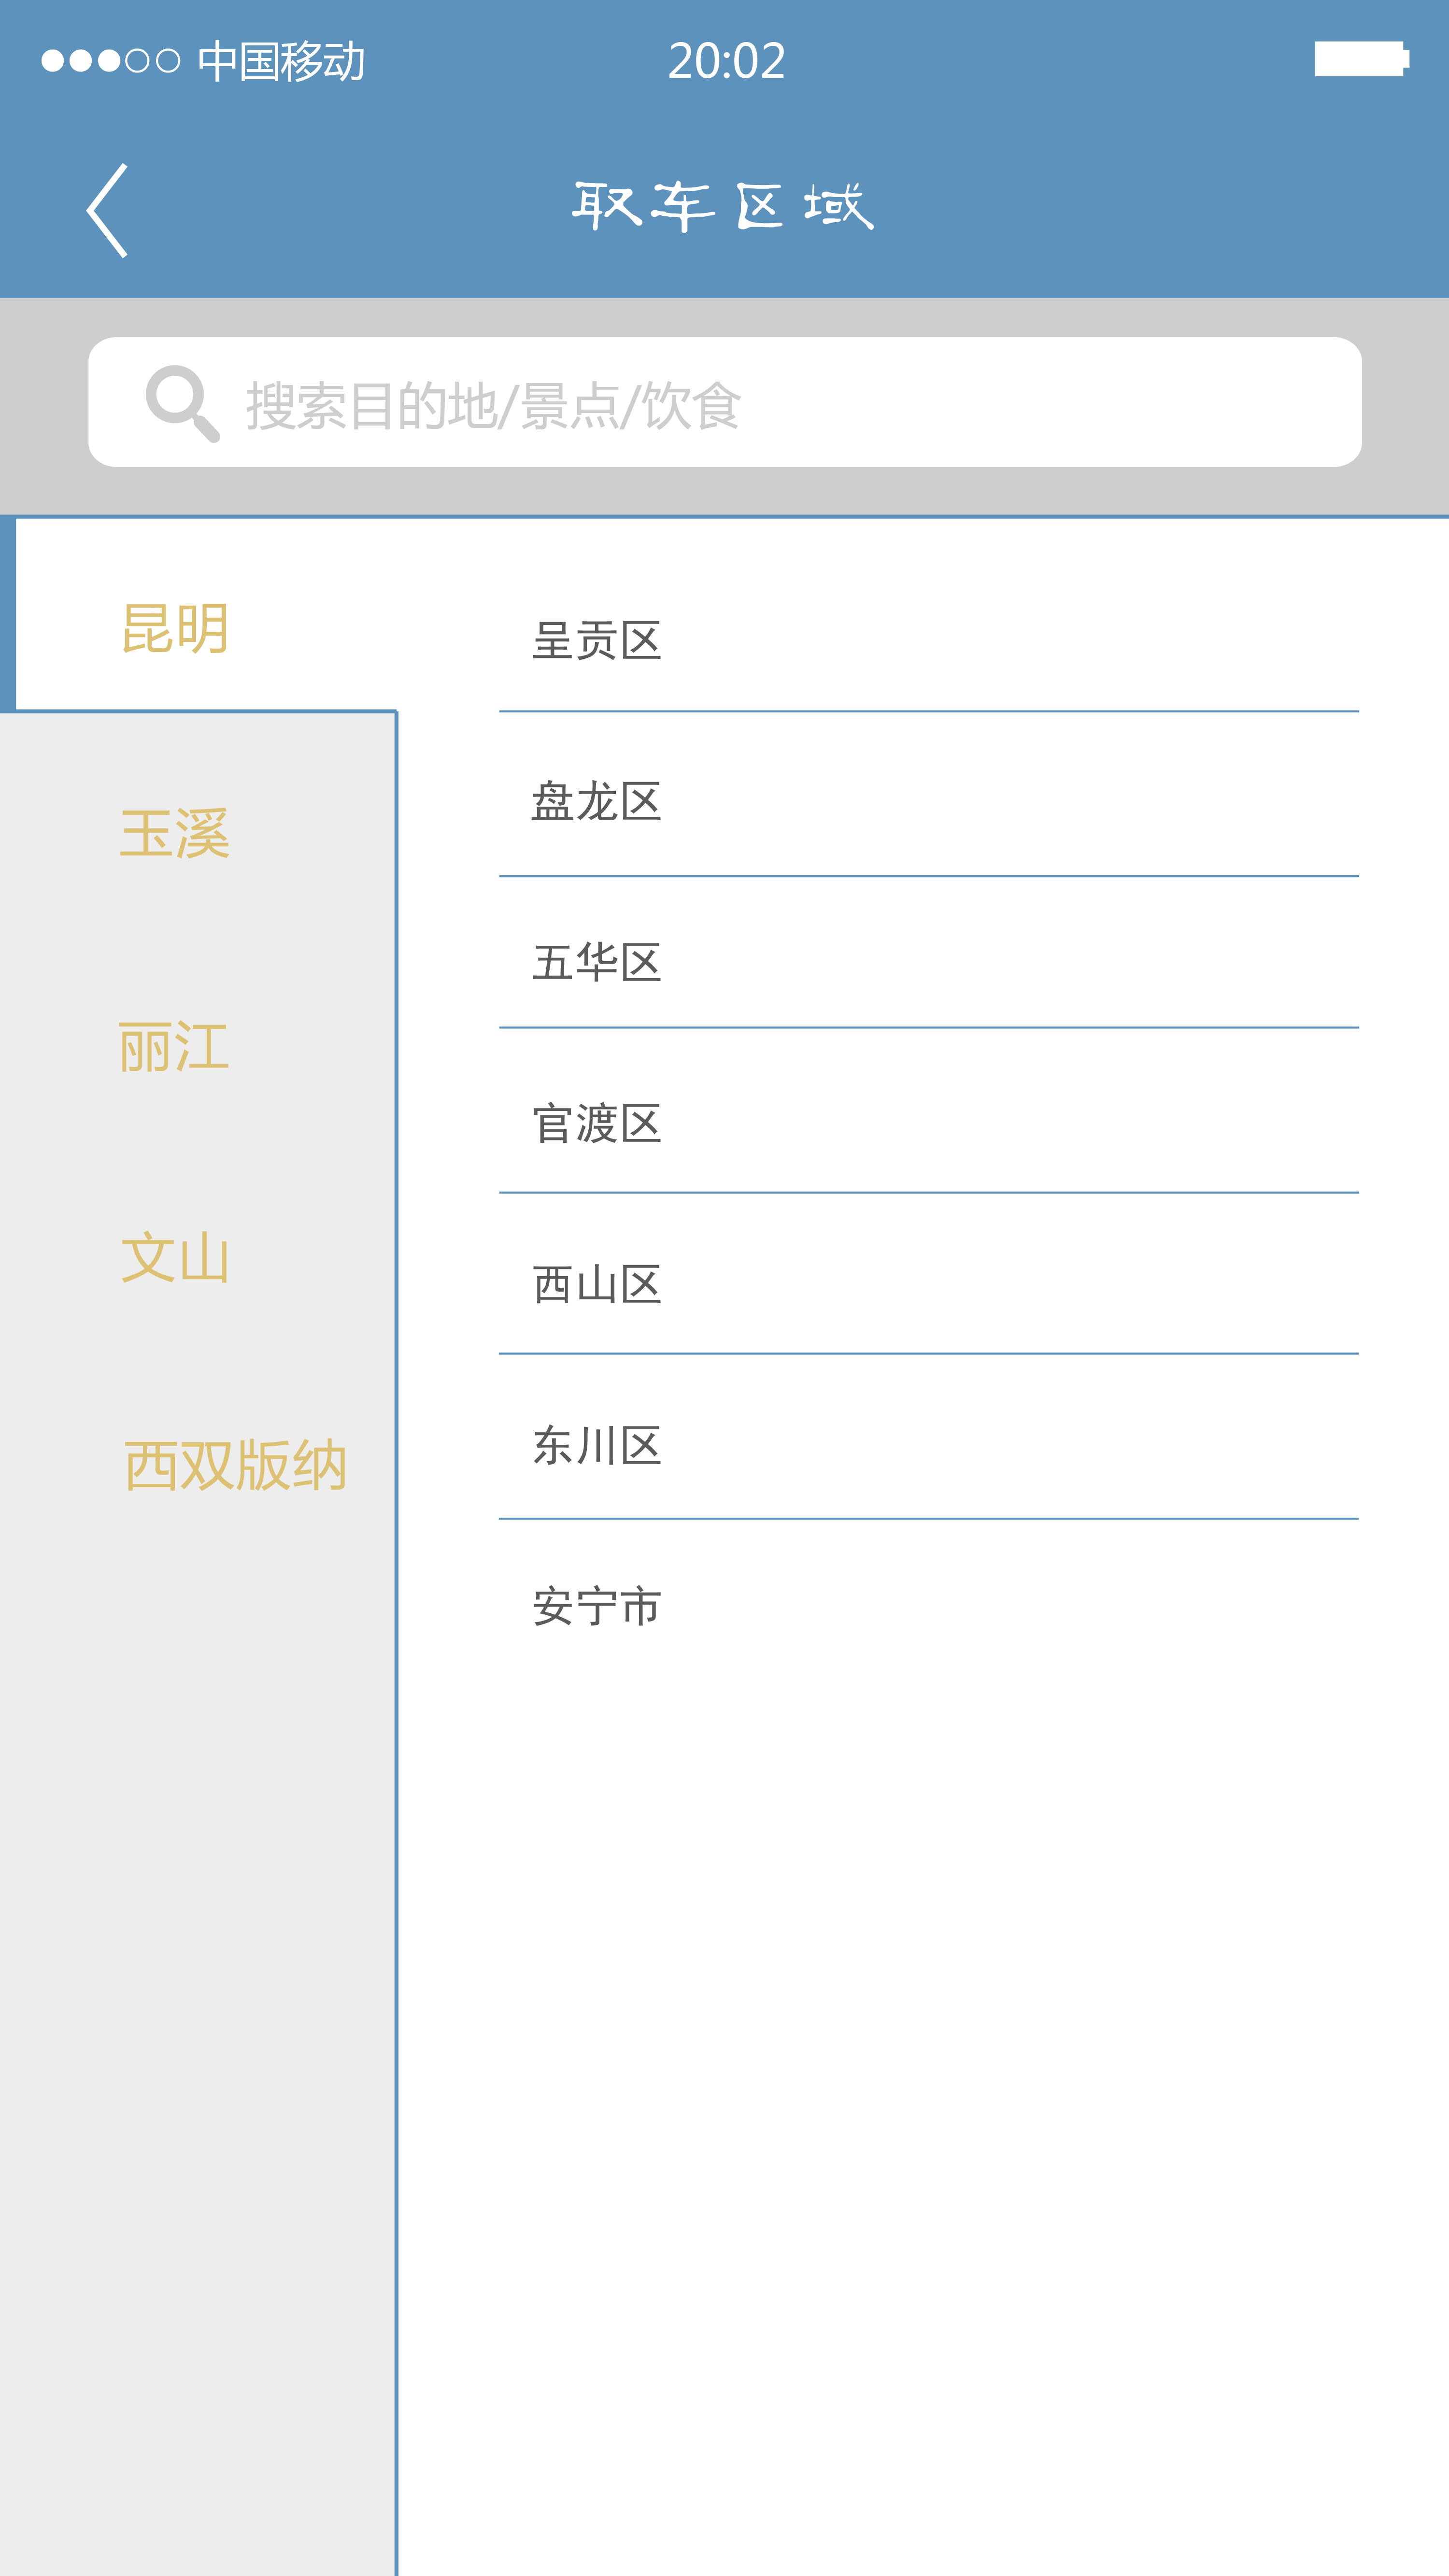 中国移动 20:02
取车区域
搜索目的地/景点/饮食
昆明
玉溪
丽江
文山
西双版纳
呈贡区
盘龙区
五华区
官渡区
西山区
东川区
安宁市